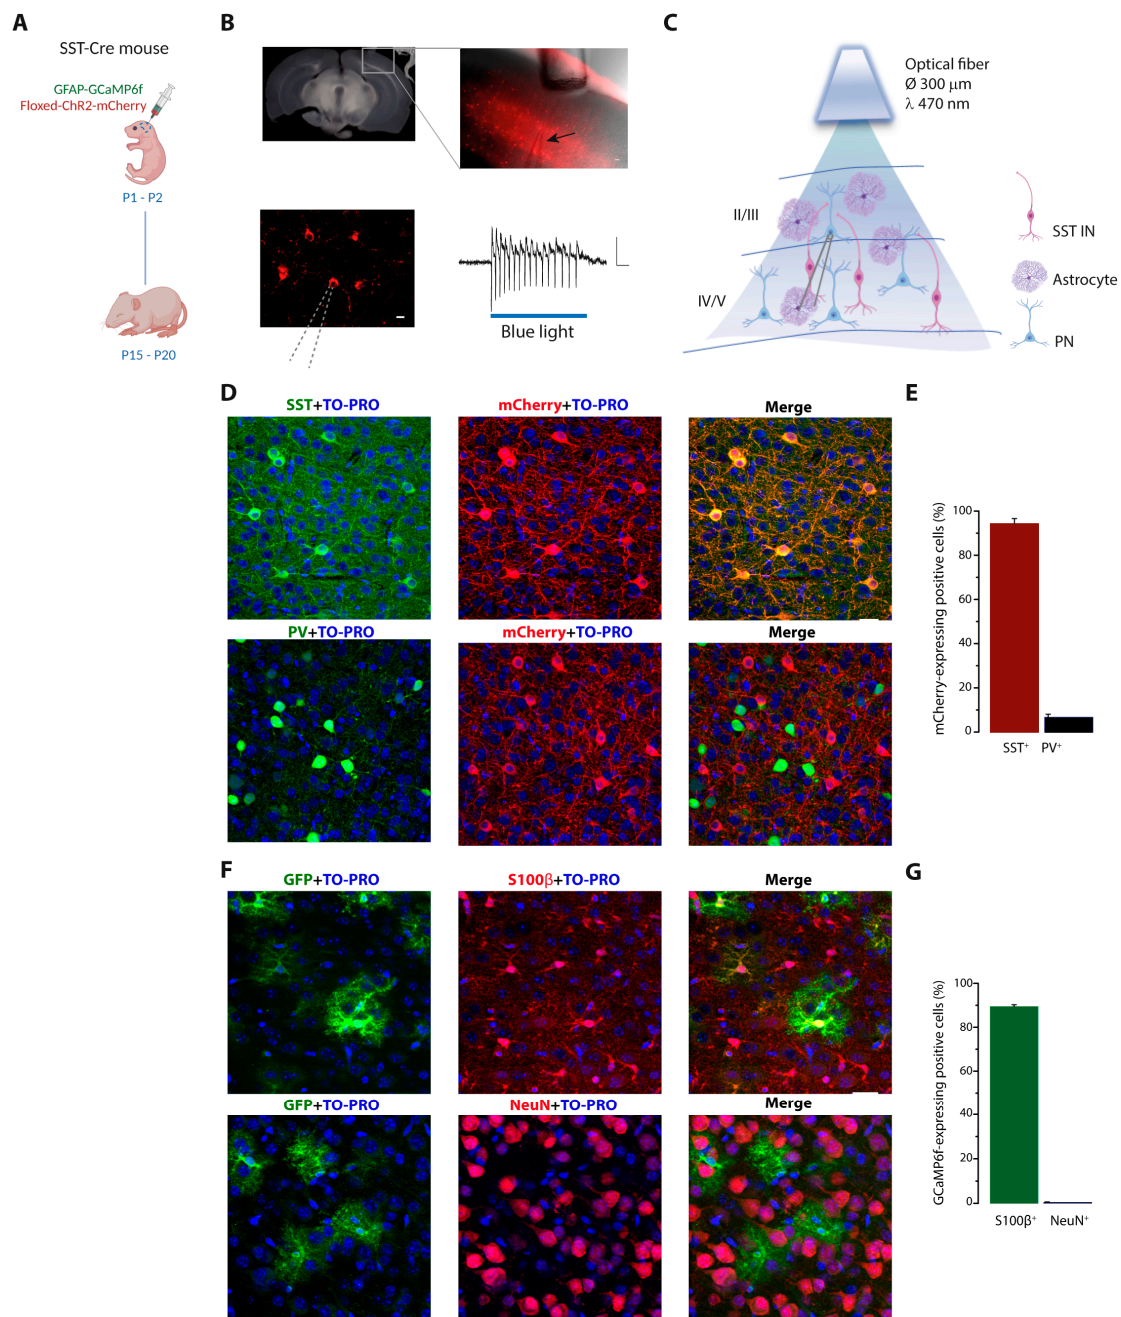 A
SST-Cre mouse
GFAP-GCaMP6f
Floxed-ChR2-mCherry
P1 - P2
P15 - P20
B
Blue light
C
Optical fiber
Ø 300 μm
λ 470 nm
II/III
IV/V
SST IN
Astrocyte
PN
D
SST+TO-PRO
mCherry+TO-PRO
Merge
PV+TO-PRO
mCherry+TO-PRO
Merge
E
mCherry-expressing positive cells (%)
100
80
60
40
20
0
SST⁺ PV⁺
F
GFP+TO-PRO
S100β+TO-PRO
Merge
GFP+TO-PRO
NeuN+TO-PRO
Merge
G
GCaMP6f-expressing positive cells (%)
100
80
60
40
20
0
S100β⁺ NeuN⁺